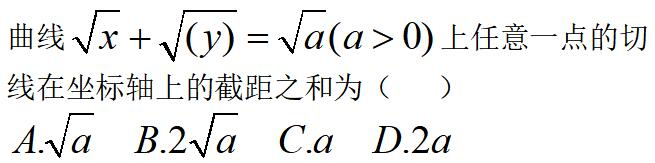 曲线√x + √(y) = √a(a > 0)上任意一点的切
线在坐标轴上的截距之和为（　　）
A.√a　B.2√a　C.a　D.2a